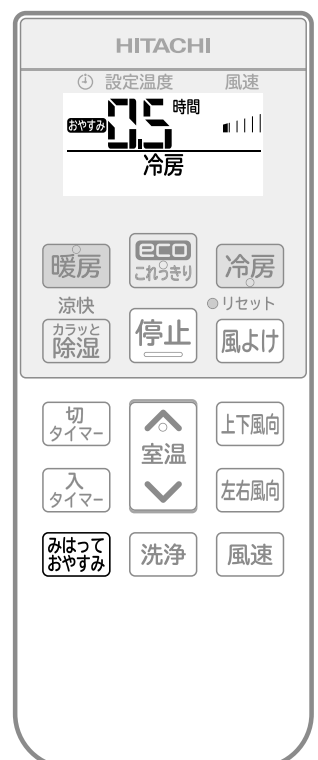 HITACHI
設定温度 風速
おやすみ 0.5 時間
冷房
暖房 eco これっきり 冷房
涼快 リセット
カラッと除湿 停止 風よけ
切タイマー 室温 上下風向
入タイマー 左右風向
みはっておやすみ 洗浄 風速